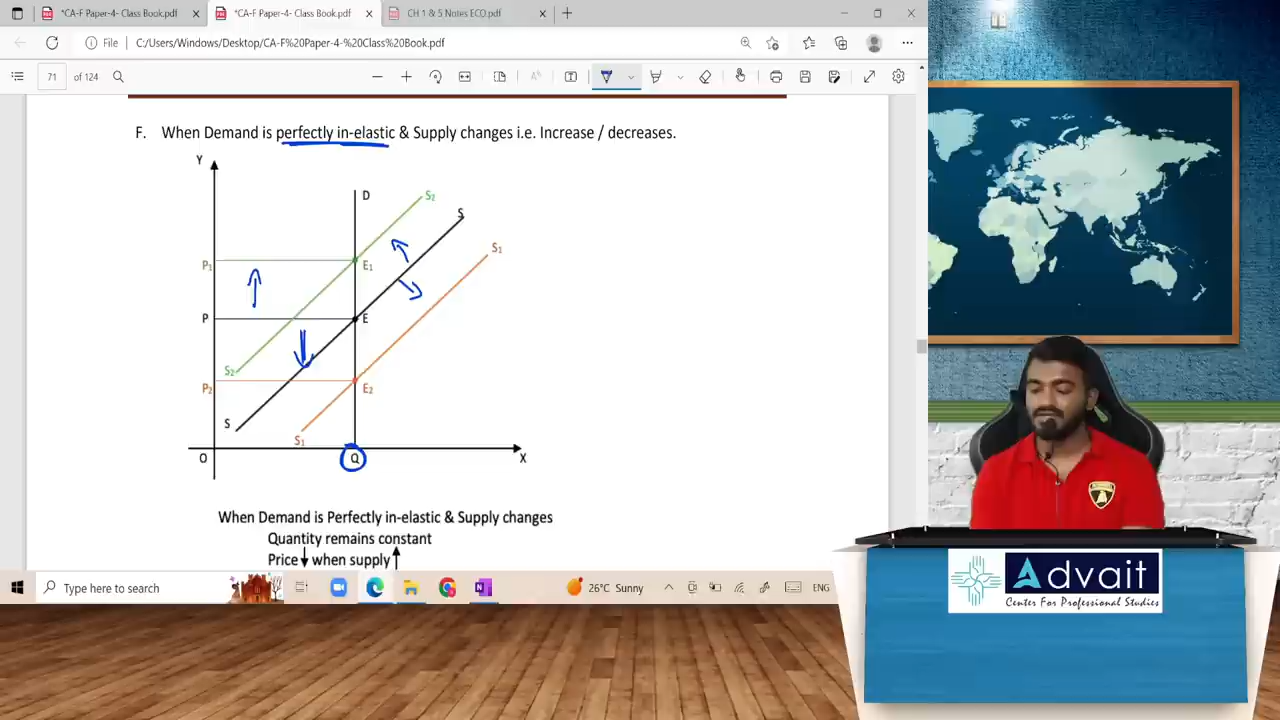 *CA-F Paper-4- Class Book.pdf
*CA-F Paper-4- Class Book.pdf
CH 1 & 5 Notes ECO.pdf
File
C:/Users/Windows/Desktop/CA-F%20Paper-4-%20Class%20Book.pdf
71 of 124
F. When Demand is perfectly in-elastic & Supply changes i.e. Increase / decreases.
Y
D
S₂
S
S₁
P₁
E₁
P
E
S₂
P₂
E₂
S
S₁
O
Q
X
When Demand is Perfectly in-elastic & Supply changes
Quantity remains constant
Price ↓ when supply ↑
Type here to search
26°C Sunny
ENG
Advait
Center For Professional Studies